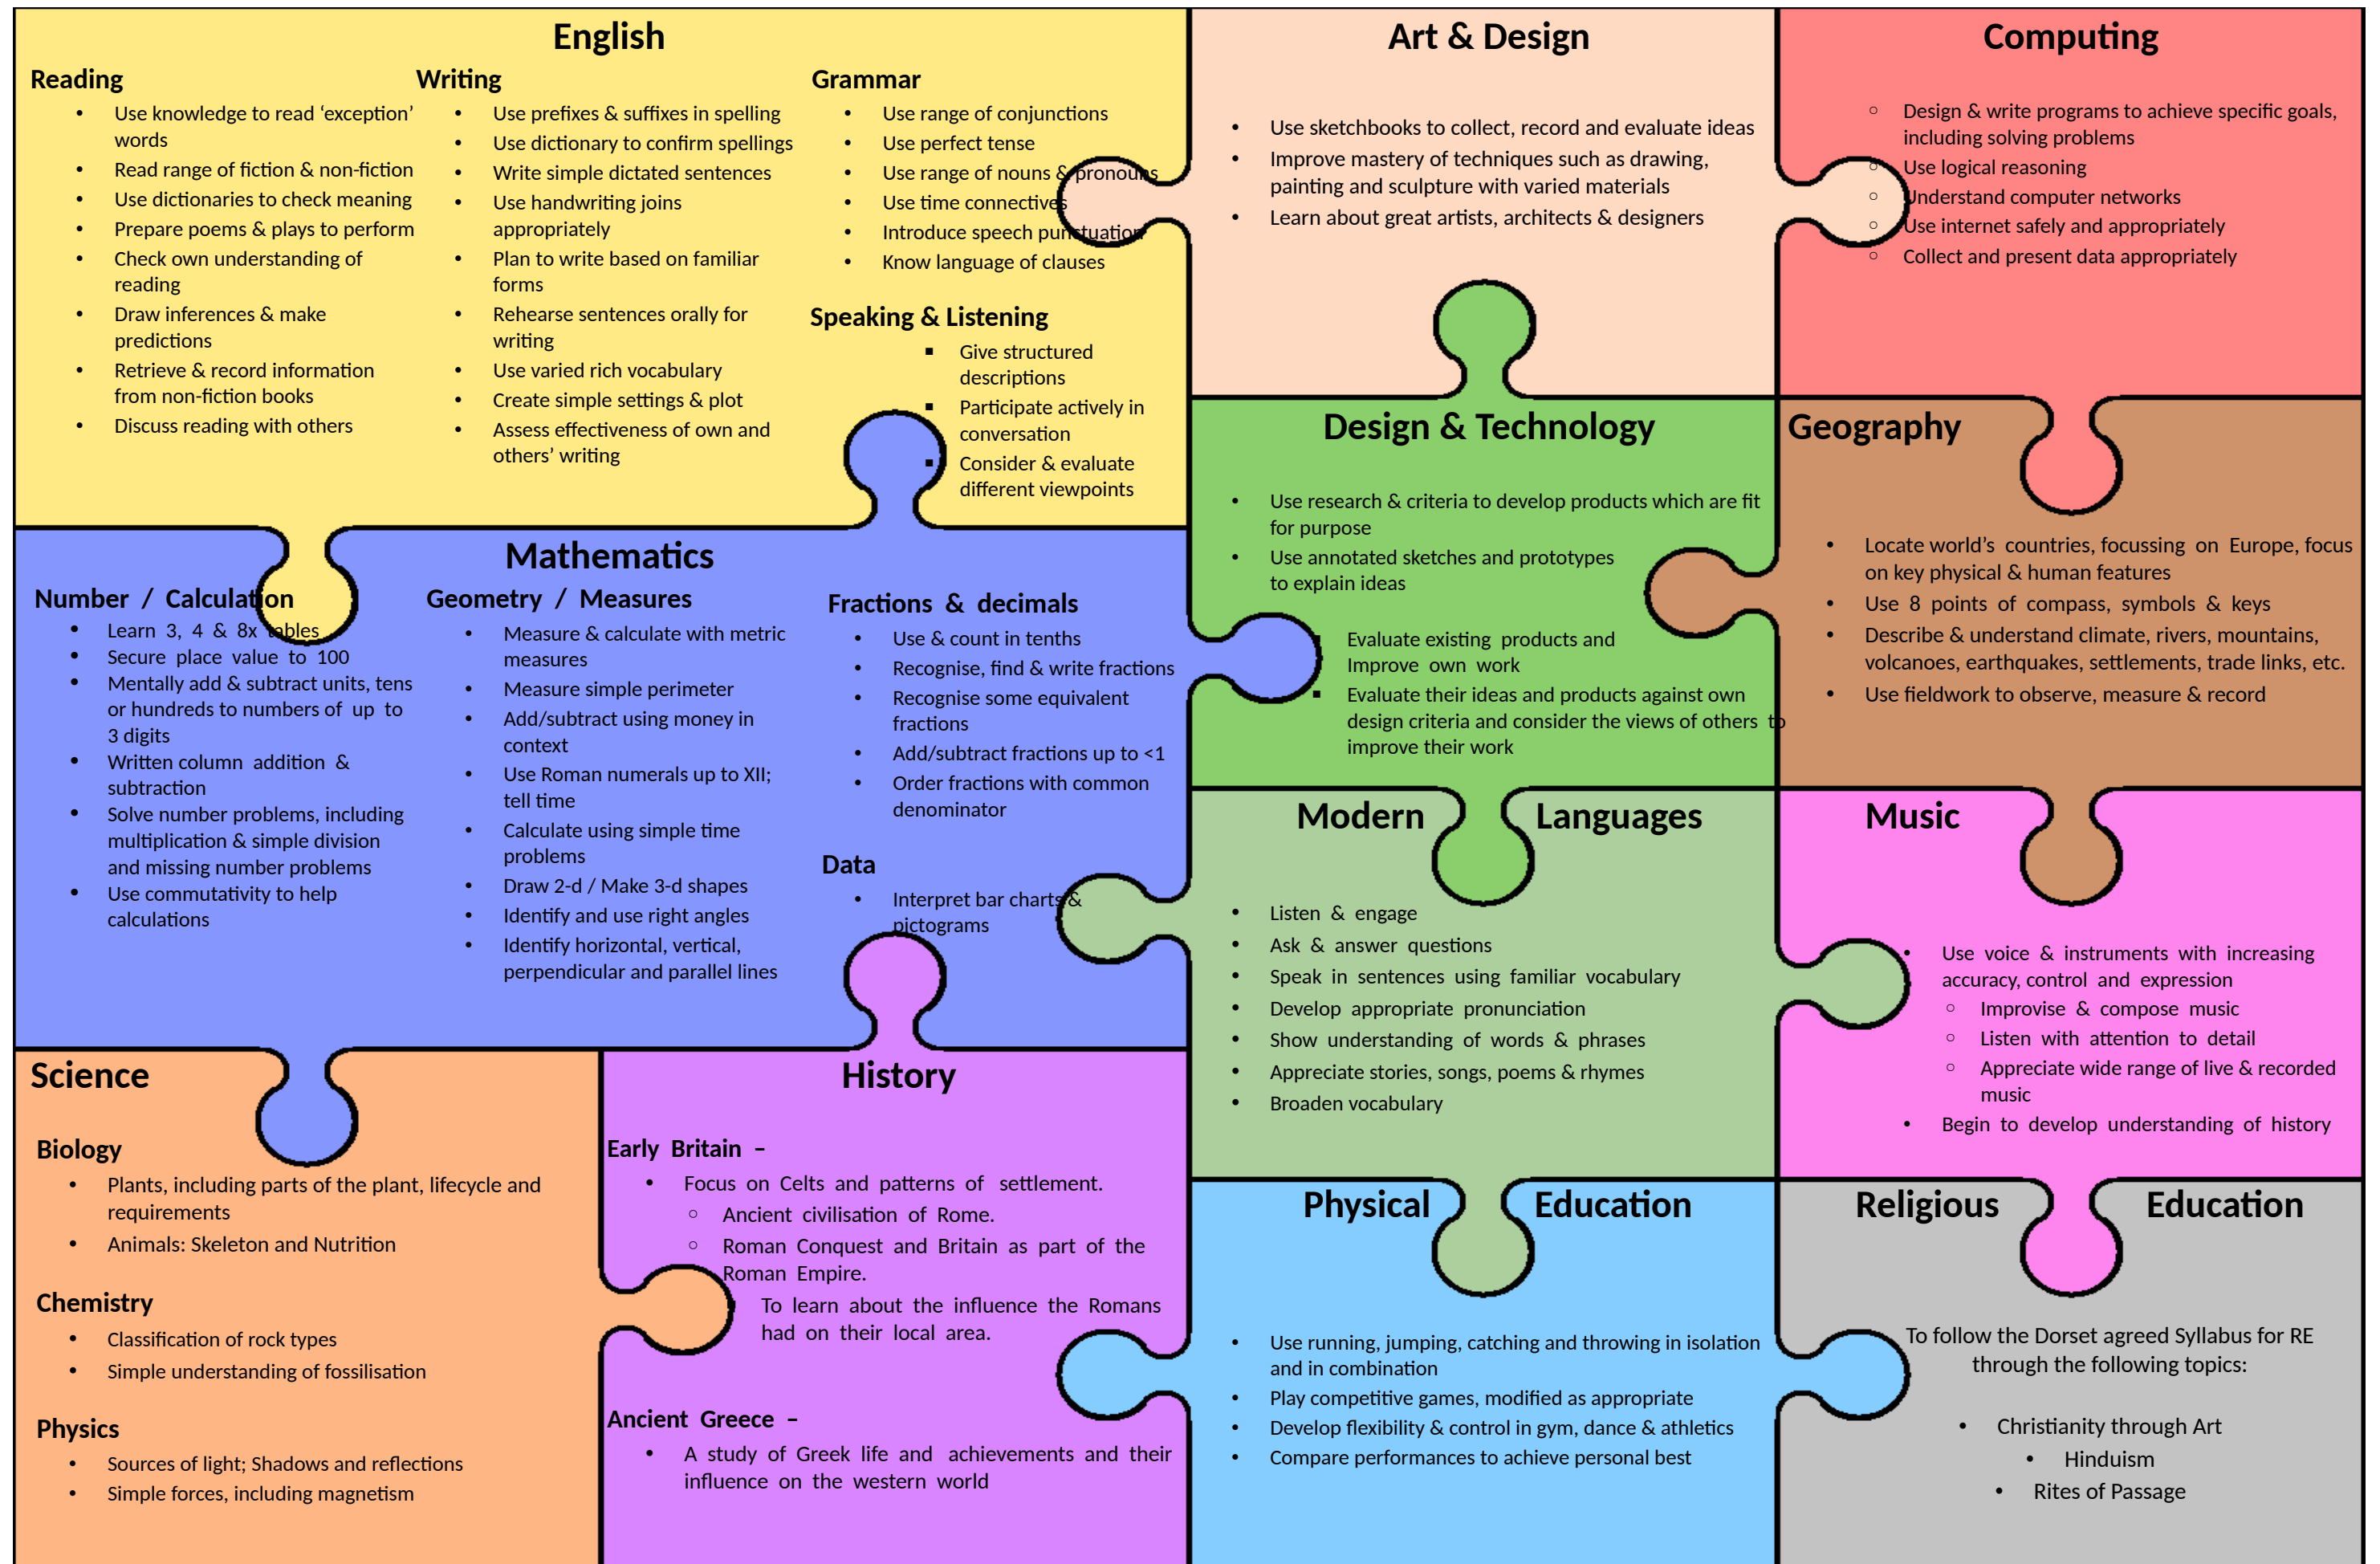 English
Reading
• Use knowledge to read ‘exception’
words
• Read range of fiction & non-fiction
• Use dictionaries to check meaning
• Prepare poems & plays to perform
• Check own understanding of
reading
• Draw inferences & make
predictions
• Retrieve & record information
from non-fiction books
• Discuss reading with others
Writing
• Use prefixes & suffixes in spelling
• Use dictionary to confirm spellings
• Write simple dictated sentences
• Use handwriting joins
appropriately
• Plan to write based on familiar
forms
• Rehearse sentences orally for
writing
• Use varied rich vocabulary
• Create simple settings & plot
• Assess effectiveness of own and
others’ writing
Grammar
• Use range of conjunctions
• Use perfect tense
• Use range of nouns & pronouns
• Use time connectives
• Introduce speech punctuation
• Know language of clauses
Speaking & Listening
▪ Give structured
descriptions
▪ Participate actively in
conversation
▪ Consider & evaluate
different viewpoints
Art & Design
• Use sketchbooks to collect, record and evaluate ideas
• Improve mastery of techniques such as drawing,
painting and sculpture with varied materials
• Learn about great artists, architects & designers
Computing
○ Design & write programs to achieve specific goals,
including solving problems
○ Use logical reasoning
○ Understand computer networks
○ Use internet safely and appropriately
○ Collect and present data appropriately
Mathematics
Number / Calculation
• Learn 3, 4 & 8x tables
• Secure place value to 100
• Mentally add & subtract units, tens
or hundreds to numbers of up to
3 digits
• Written column addition &
subtraction
• Solve number problems, including
multiplication & simple division
and missing number problems
• Use commutativity to help
calculations
Geometry / Measures
• Measure & calculate with metric
measures
• Measure simple perimeter
• Add/subtract using money in
context
• Use Roman numerals up to XII;
tell time
• Calculate using simple time
problems
• Draw 2-d / Make 3-d shapes
• Identify and use right angles
• Identify horizontal, vertical,
perpendicular and parallel lines
Fractions & decimals
• Use & count in tenths
• Recognise, find & write fractions
• Recognise some equivalent
fractions
• Add/subtract fractions up to <1
• Order fractions with common
denominator
Data
• Interpret bar charts &
pictograms
Design & Technology
• Use research & criteria to develop products which are fit
for purpose
• Use annotated sketches and prototypes
to explain ideas
▪ Evaluate existing products and
Improve own work
▪ Evaluate their ideas and products against own
design criteria and consider the views of others to
improve their work
Geography
• Locate world’s countries, focussing on Europe, focus
on key physical & human features
• Use 8 points of compass, symbols & keys
• Describe & understand climate, rivers, mountains,
volcanoes, earthquakes, settlements, trade links, etc.
• Use fieldwork to observe, measure & record
Modern Languages
• Listen & engage
• Ask & answer questions
• Speak in sentences using familiar vocabulary
• Develop appropriate pronunciation
• Show understanding of words & phrases
• Appreciate stories, songs, poems & rhymes
• Broaden vocabulary
Music
• Use voice & instruments with increasing
accuracy, control and expression
○ Improvise & compose music
○ Listen with attention to detail
○ Appreciate wide range of live & recorded
music
• Begin to develop understanding of history
Science
Biology
• Plants, including parts of the plant, lifecycle and
requirements
• Animals: Skeleton and Nutrition
Chemistry
• Classification of rock types
• Simple understanding of fossilisation
Physics
• Sources of light; Shadows and reflections
• Simple forces, including magnetism
History
Early Britain –
• Focus on Celts and patterns of settlement.
○ Ancient civilisation of Rome.
○ Roman Conquest and Britain as part of the
Roman Empire.
To learn about the influence the Romans
had on their local area.
Ancient Greece –
• A study of Greek life and achievements and their
influence on the western world
Physical Education
• Use running, jumping, catching and throwing in isolation
and in combination
• Play competitive games, modified as appropriate
• Develop flexibility & control in gym, dance & athletics
• Compare performances to achieve personal best
Religious Education
To follow the Dorset agreed Syllabus for RE
through the following topics:
• Christianity through Art
• Hinduism
• Rites of Passage